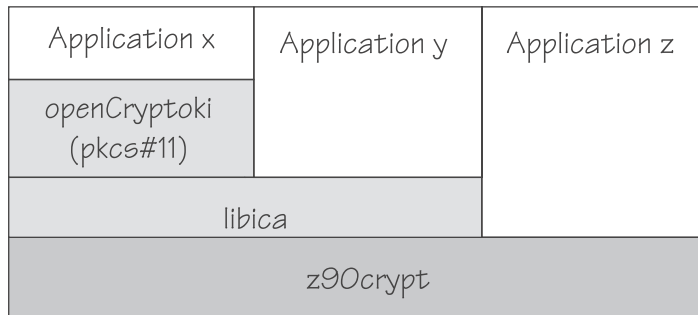 Application x
Application y
Application z
openCryptoki
(pkcs#11)
libica
z90crypt